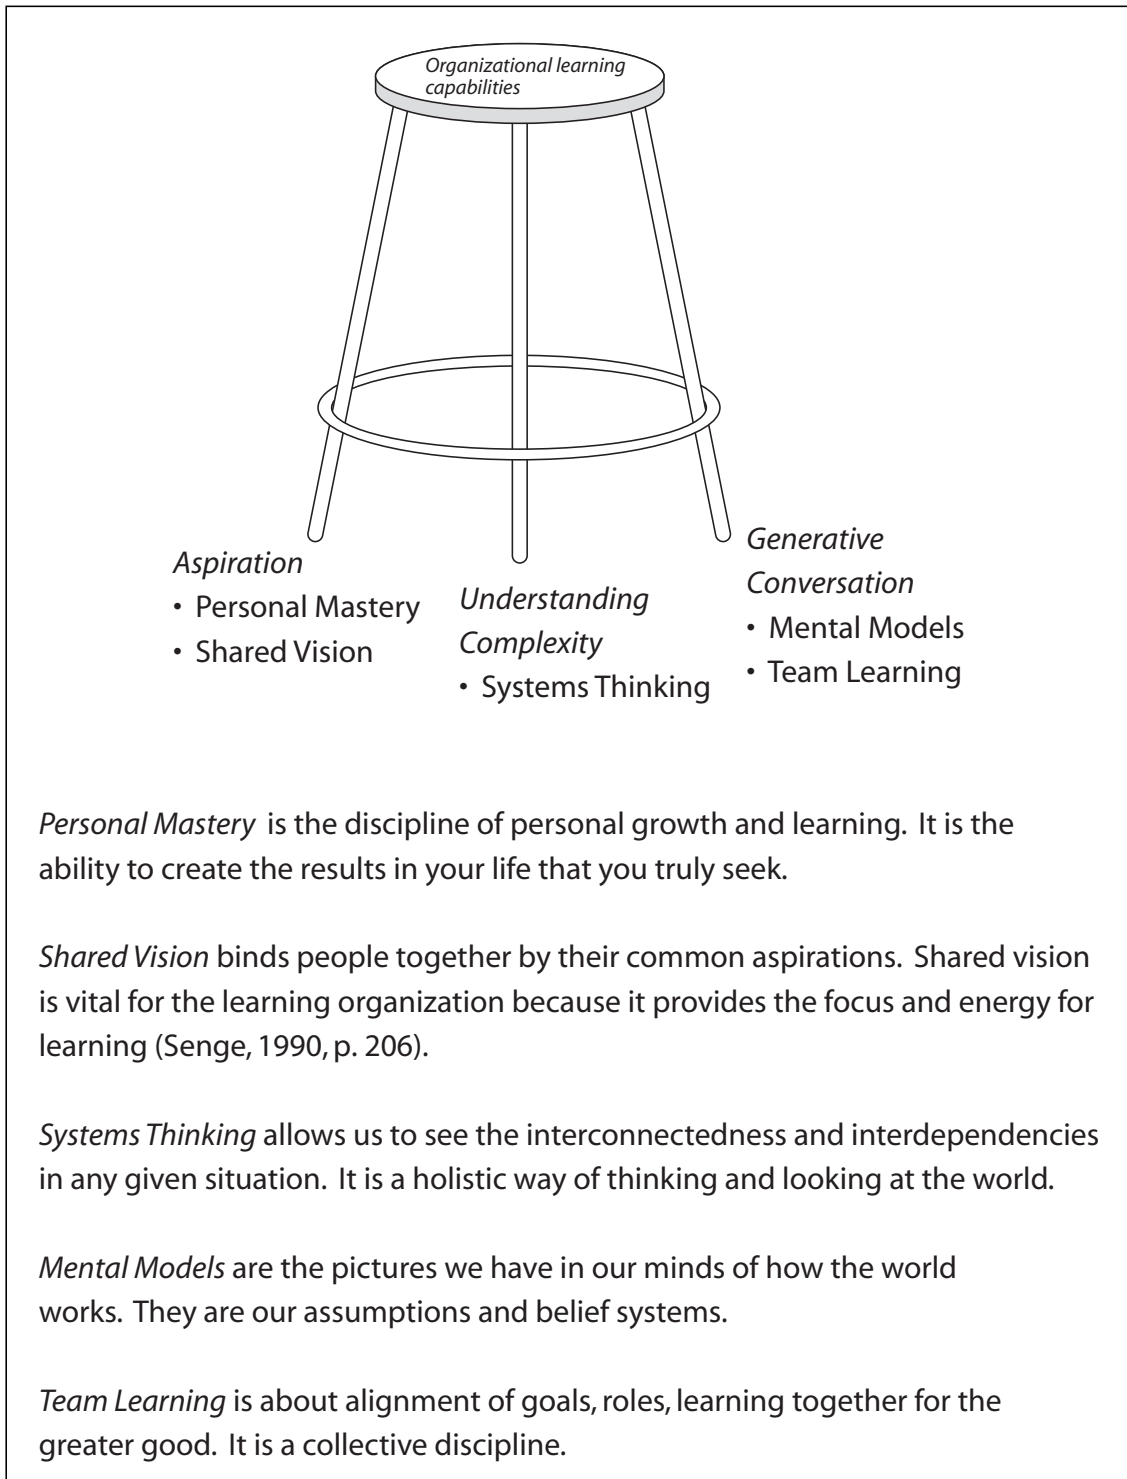 Organizational learning
capabilities
Aspiration
• Personal Mastery
• Shared Vision
Understanding
Complexity
• Systems Thinking
Generative
Conversation
• Mental Models
• Team Learning
Personal Mastery is the discipline of personal growth and learning. It is the
ability to create the results in your life that you truly seek.
Shared Vision binds people together by their common aspirations. Shared vision
is vital for the learning organization because it provides the focus and energy for
learning (Senge, 1990, p. 206).
Systems Thinking allows us to see the interconnectedness and interdependencies
in any given situation. It is a holistic way of thinking and looking at the world.
Mental Models are the pictures we have in our minds of how the world
works. They are our assumptions and belief systems.
Team Learning is about alignment of goals, roles, learning together for the
greater good. It is a collective discipline.